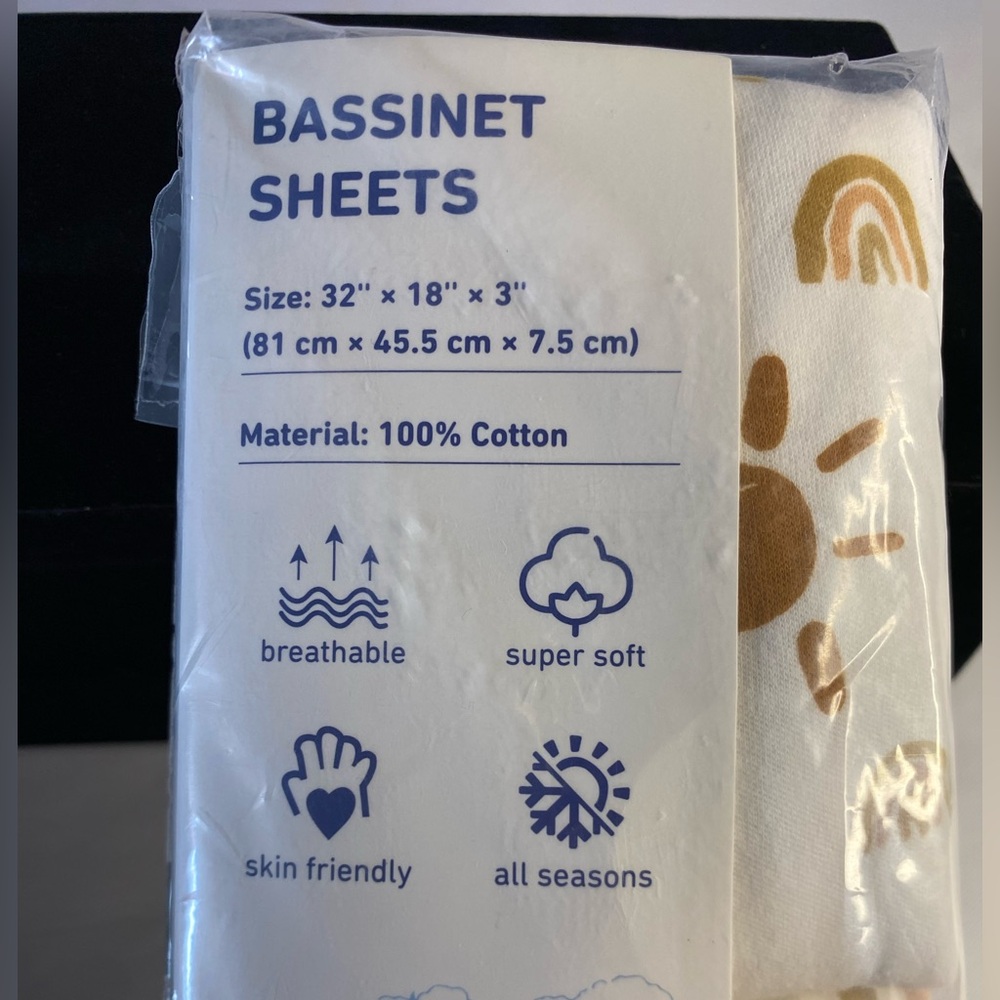 BASSINET
SHEETS
Size: 32" × 18" × 3"
(81 cm × 45.5 cm × 7.5 cm)
Material: 100% Cotton
breathable
super soft
skin friendly
all seasons